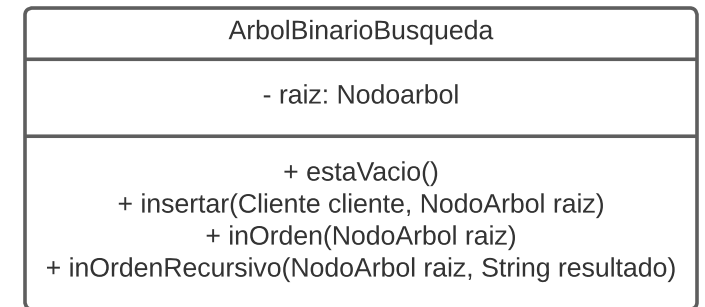 ArbolBinarioBusqueda
- raiz: Nodoarbol
+ estaVacio()
+ insertar(Cliente cliente, NodoArbol raiz)
+ inOrden(NodoArbol raiz)
+ inOrdenRecursivo(NodoArbol raiz, String resultado)